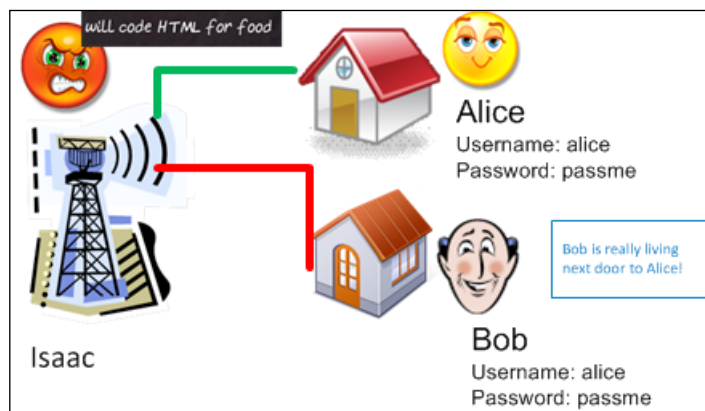 will code HTML for food
Alice
Username: alice
Password: passme
Bob is really living
next door to Alice!
Isaac
Bob
Username: alice
Password: passme